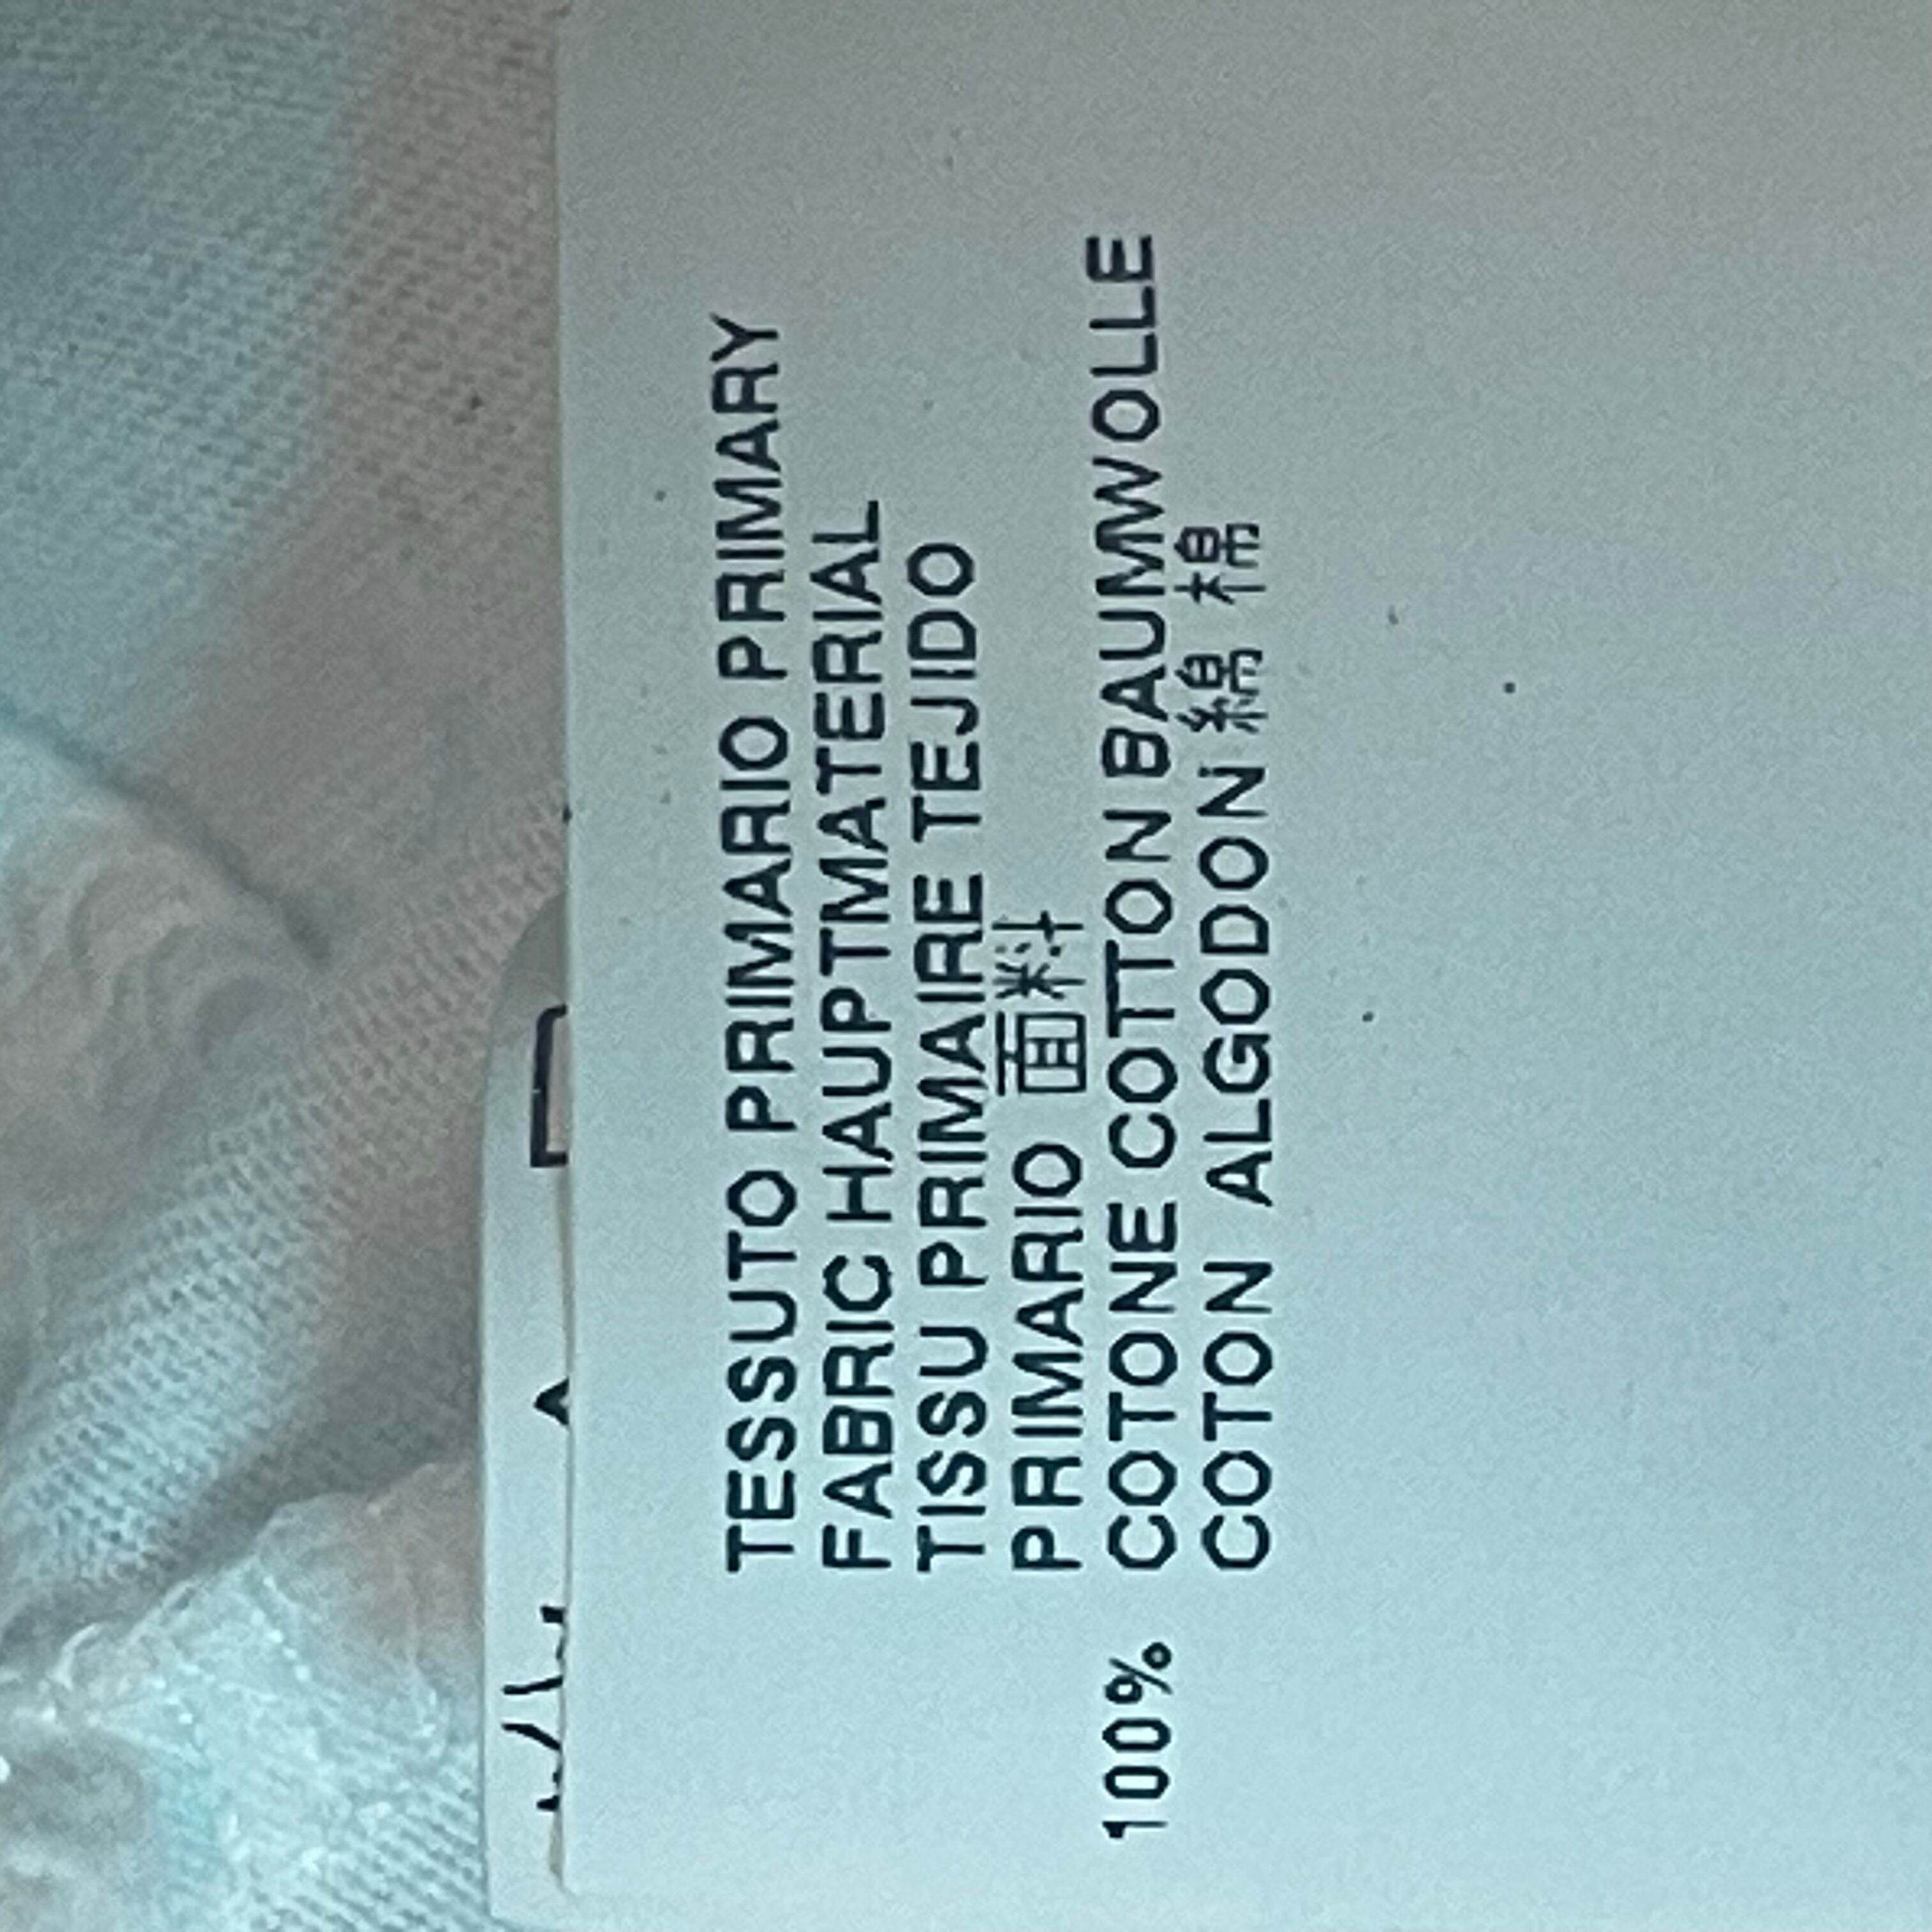 TESSUTO PRIMARIO PRIMARY
FABRIC HAUPTMATERIAL
TISSU PRIMAIRE TEJIDO
PRIMARIO 面料
100% COTONE COTTON BAUMWOLLE
COTON ALGODON 綿 棉